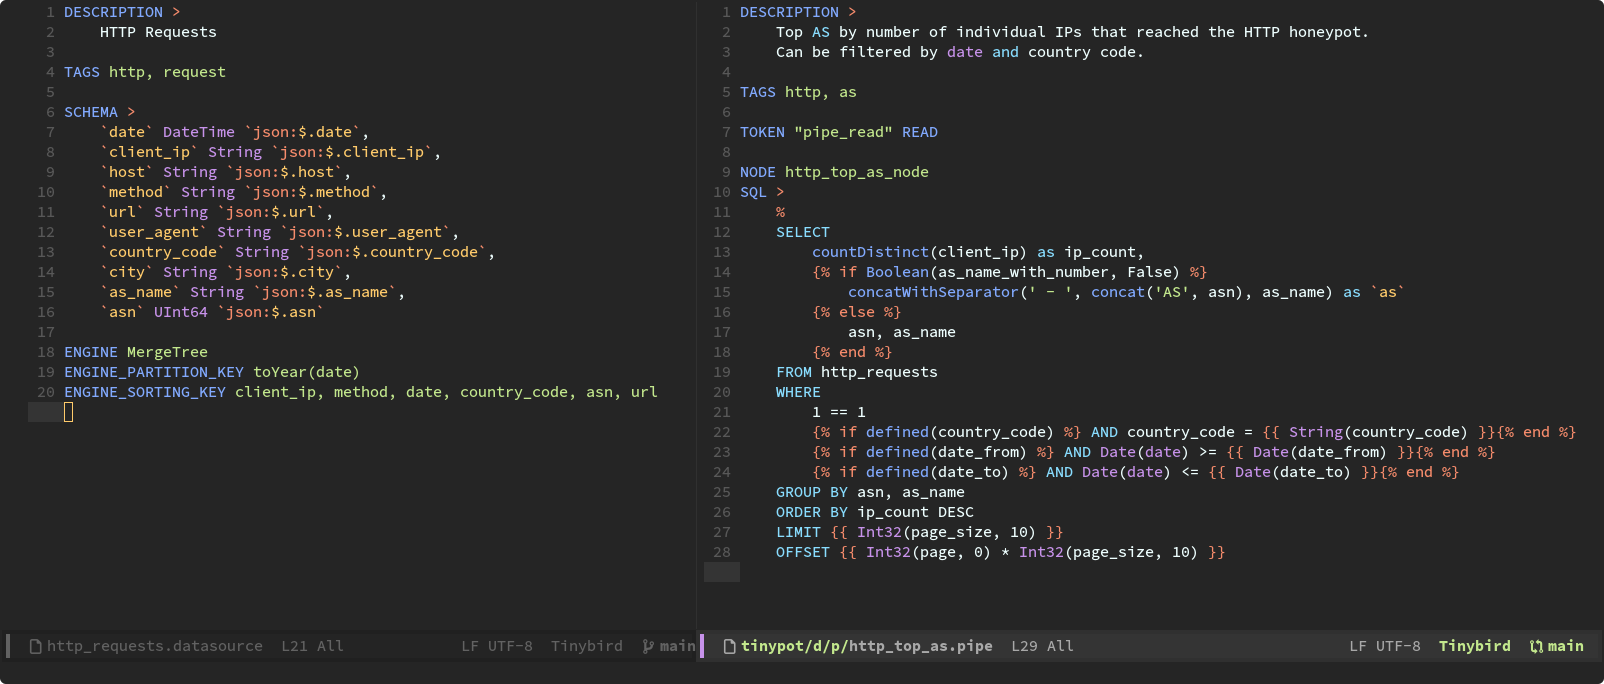 1 DESCRIPTION >
2     HTTP Requests
3
4 TAGS http, request
5
6 SCHEMA >
7     `date` DateTime `json:$.date`,
8     `client_ip` String `json:$.client_ip`,
9     `host` String `json:$.host`,
10     `method` String `json:$.method`,
11     `url` String `json:$.url`,
12     `user_agent` String `json:$.user_agent`,
13     `country_code` String `json:$.country_code`,
14     `city` String `json:$.city`,
15     `as_name` String `json:$.as_name`,
16     `asn` UInt64 `json:$.asn`
17
18 ENGINE MergeTree
19 ENGINE_PARTITION_KEY toYear(date)
20 ENGINE_SORTING_KEY client_ip, method, date, country_code, asn, url
http_requests.datasource L21 All LF UTF-8 Tinybird main
1 DESCRIPTION >
2     Top AS by number of individual IPs that reached the HTTP honeypot.
3     Can be filtered by date and country code.
4
5 TAGS http, as
6
7 TOKEN "pipe_read" READ
8
9 NODE http_top_as_node
10 SQL >
11     %
12     SELECT
13         countDistinct(client_ip) as ip_count,
14         {% if Boolean(as_name_with_number, False) %}
15             concatWithSeparator(' - ', concat('AS', asn), as_name) as `as`
16         {% else %}
17             asn, as_name
18         {% end %}
19     FROM http_requests
20     WHERE
21         1 == 1
22         {% if defined(country_code) %} AND country_code = {{ String(country_code) }}{% end %}
23         {% if defined(date_from) %} AND Date(date) >= {{ Date(date_from) }}{% end %}
24         {% if defined(date_to) %} AND Date(date) <= {{ Date(date_to) }}{% end %}
25     GROUP BY asn, as_name
26     ORDER BY ip_count DESC
27     LIMIT {{ Int32(page_size, 10) }}
28     OFFSET {{ Int32(page, 0) * Int32(page_size, 10) }}
tinypot/d/p/http_top_as.pipe L29 All LF UTF-8 Tinybird main